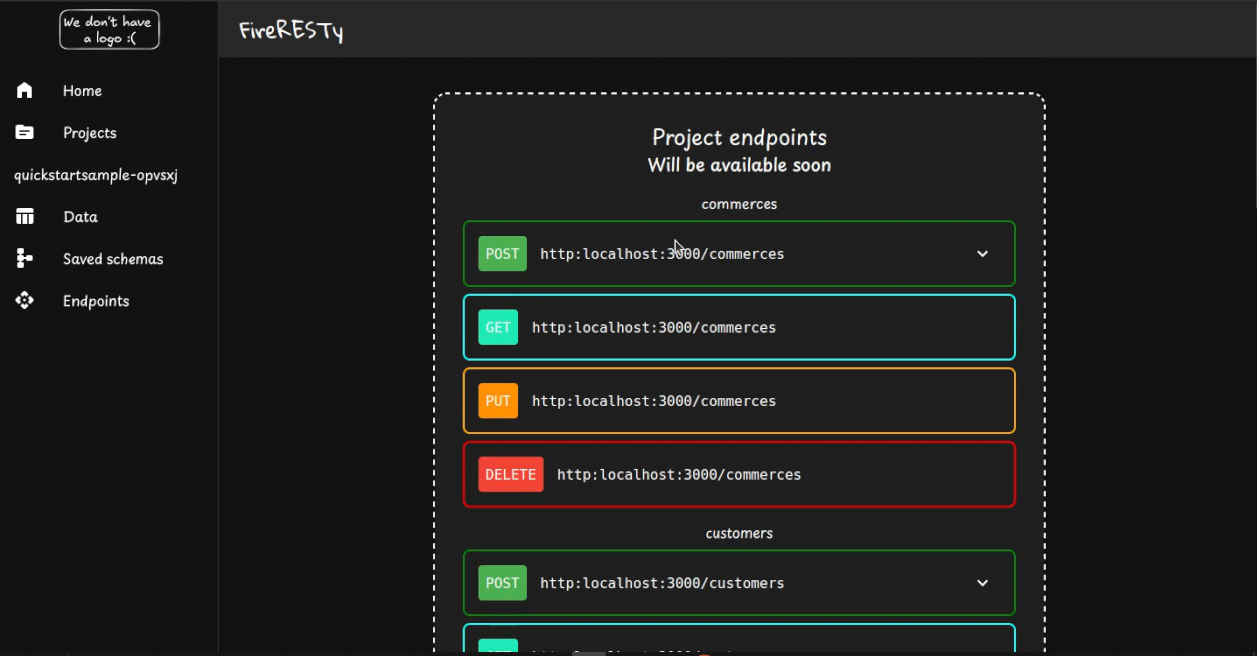 We don't have
a logo :(
FireRESTy
Home
Projects
quickstartsample-opvsxj
Data
Saved schemas
Endpoints
Project endpoints
Will be available soon
commerces
POST http:localhost:3000/commerces
GET http:localhost:3000/commerces
PUT http:localhost:3000/commerces
DELETE http:localhost:3000/commerces
customers
POST http:localhost:3000/customers